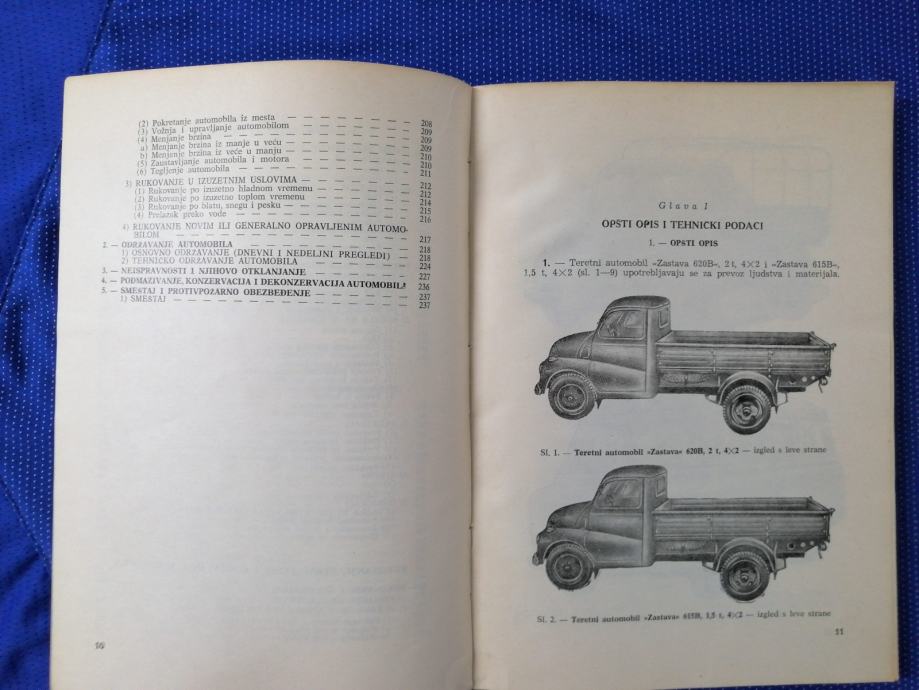 (2) Pokretanje automobila iz mesta — — — — — — — 208
(3) Vožnja i upravljanje automobilom — — — — — — 209
(4) Menjanje brzina — — — — — — — — — 209
a) Menjanje brzina iz manje u veću — — — — — — 209
b) Menjanje brzina iz veće u manju — — — — — — 210
(5) Zaustavljanje automobila i motora — — — — — — 210
(6) Tegljenje automobila — — — — — — — — 211
3) RUKOVANJE U IZUZETNIM USLOVIMA — — — — — 212
(1) Rukovanje po izuzetno hladnom vremenu — — — — 212
(2) Rukovanje po izuzetno toplom vremenu — — — — 214
(3) Rukovanje po blatu, snegu i pesku — — — — — 215
(4) Prelazak preko vode — — — — — — — — 216
4) RUKOVANJE NOVIM ILI GENERALNO OPRAVLJENIM AUTOMO-
BILOM — — — — — — — — — — — 217
2. — ODRŽAVANJE AUTOMOBILA — — — — — — — 218
1) OSNOVNO ODRŽAVANJE (DNEVNI I NEDELJNI PREGLEDI) — 218
2) TEHNIČKO ODRŽAVANJE AUTOMOBILA — — — — 224
3. — NEISPRAVNOSTI I NJIHOVO OTKLANJANJE — — — — 227
4. — PODMAZIVANJE, KONZERVACIJA I DEKONZERVACIJA AUTOMOBILA 236
5. — SMEŠTAJ I PROTIVPOŽARNO OBEZBEĐENJE — — — — 237
1) SMEŠTAJ — — — — — — — — — — 237
10
Glava I
OPŠTI OPIS I TEHNIČKI PODACI
1. — OPŠTI OPIS
1. — Teretni automobil »Zastava 620B«, 2 t, 4×2 i »Zastava 615B«,
1,5 t, 4×2 (sl. 1—9) upotrebljavaju se za prevoz ljudstva i materijala.
Sl. 1. — Teretni automobil »Zastava« 620B, 2 t, 4×2 — izgled s leve strane
Sl. 2. — Teretni automobil »Zastava« 615B, 1,5 t, 4×2 — izgled s leve strane
11